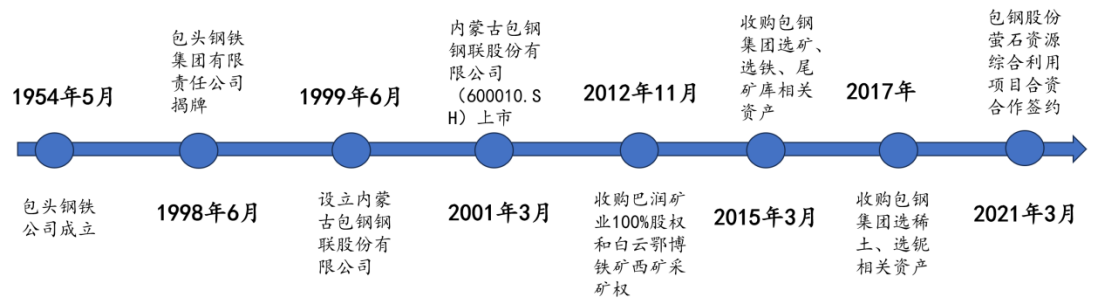 1954年5月
包头钢铁
公司成立
包头钢铁
集团有限
责任公司
揭牌
1998年6月
1999年6月
设立内蒙
古包钢钢
联股份有
限公司
内蒙古包钢
钢联股份有
限公司
（600010.S
H）上市
2001年3月
2012年11月
收购巴润矿
业100%股权
和白云鄂博
铁矿西矿采
矿权
收购包钢
集团选矿、
选铁、尾
矿库相关
资产
2015年3月
2017年
收购包钢
集团选稀
土、选铌
相关资产
包钢股份
萤石资源
综合利用
项目合资
合作签约
2021年3月